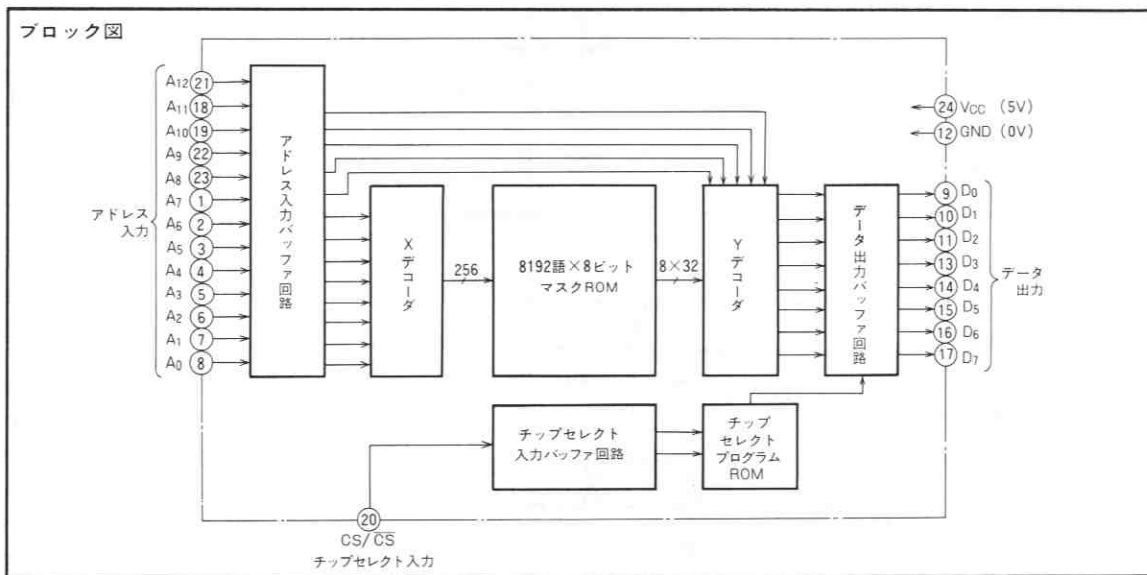 ブロック図
アドレス
入力
A12 21
A11 18
A10 19
A9 22
A8 23
A7 1
A6 2
A5 3
A4 4
A3 5
A2 6
A1 7
A0 8
アドレス入力バッファ回路
Xデコーダ
256
8192語×8ビット
マスクROM
8×32
Yデコーダ
データ出力バッファ回路
24 VCC (5V)
12 GND (0V)
9 D0
10 D1
11 D2
13 D3
14 D4
15 D5
16 D6
17 D7
データ
出力
チップセレクト
入力バッファ回路
チップ
セレクト
プログラム
ROM
20
CS/C̅S̅
チップセレクト入力